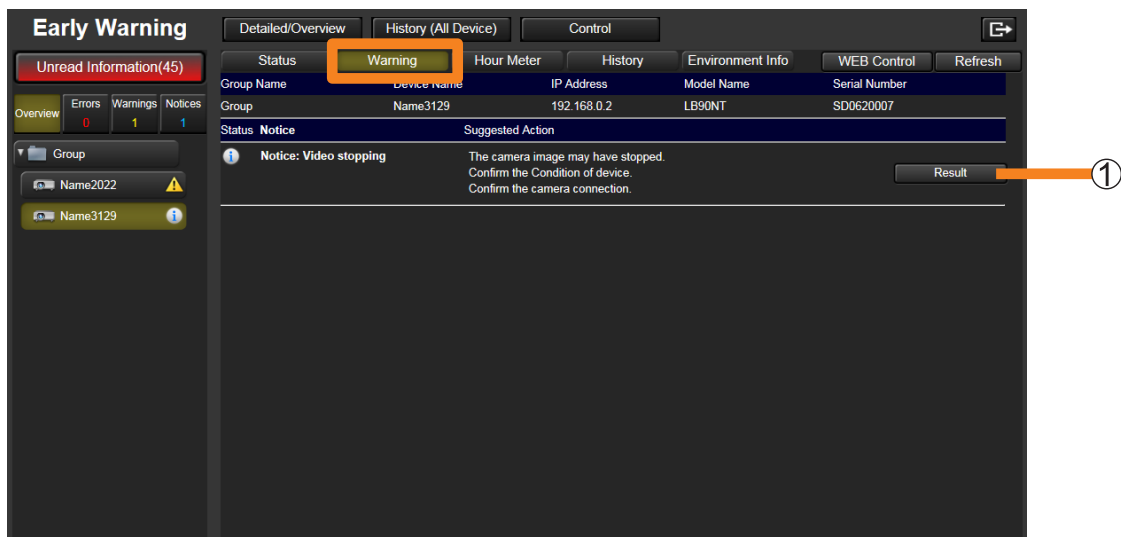 Early Warning
Detailed/Overview History (All Device) Control
Unread Information(45)
Status Warning Hour Meter History Environment Info WEB Control Refresh
Group Name Device Name IP Address Model Name Serial Number
Group Name3129 192.168.0.2 LB90NT SD0620007
Overview Errors Warnings Notices
0 1 1
Status Notice Suggested Action
Group
Notice: Video stopping The camera image may have stopped.
Confirm the Condition of device.
Confirm the camera connection.
Result
①
Name2022
Name3129